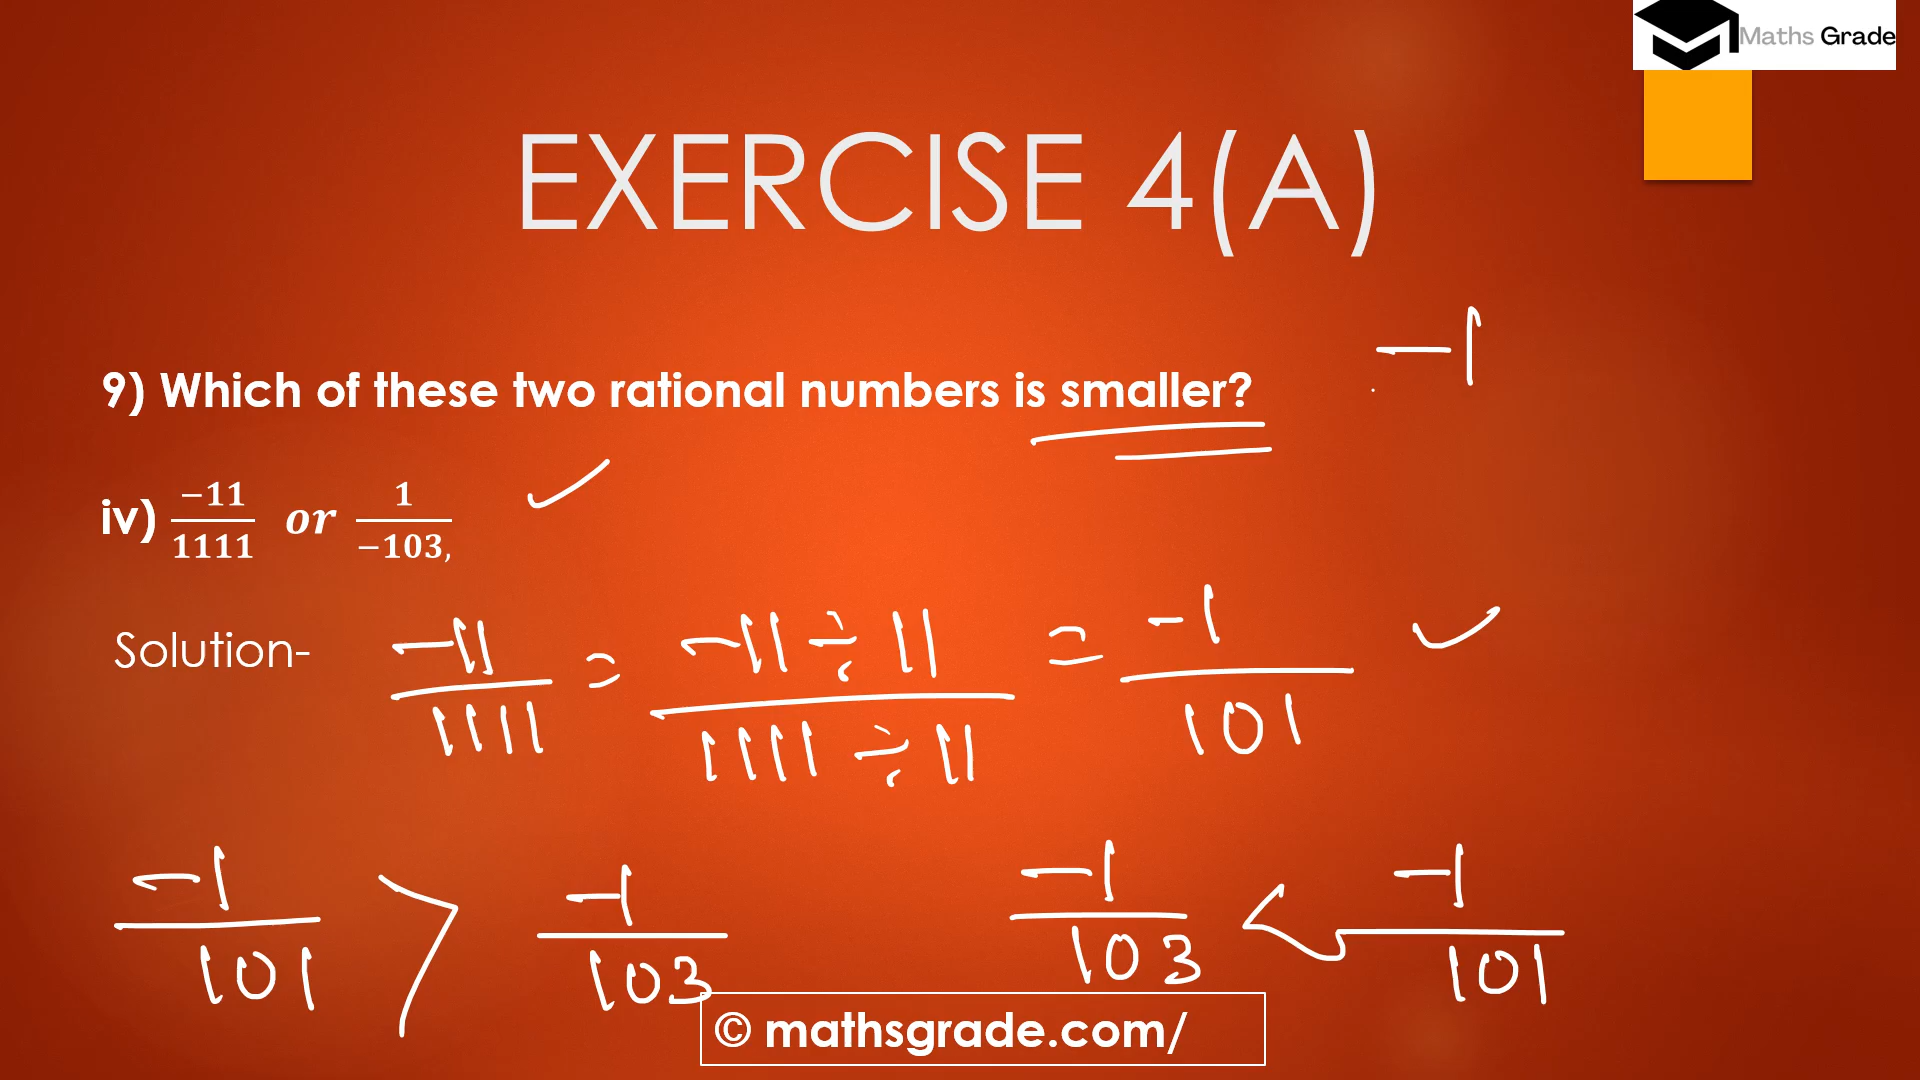 Maths Grade
EXERCISE 4(A)
-1
9) Which of these two rational numbers is smaller?
iv) −11/1111 or 1/−103,
Solution- -11/1111 = -11÷11/1111÷11 = -1/101
-1/101 > -1/103 -1/103 < -1/101
© mathsgrade.com/